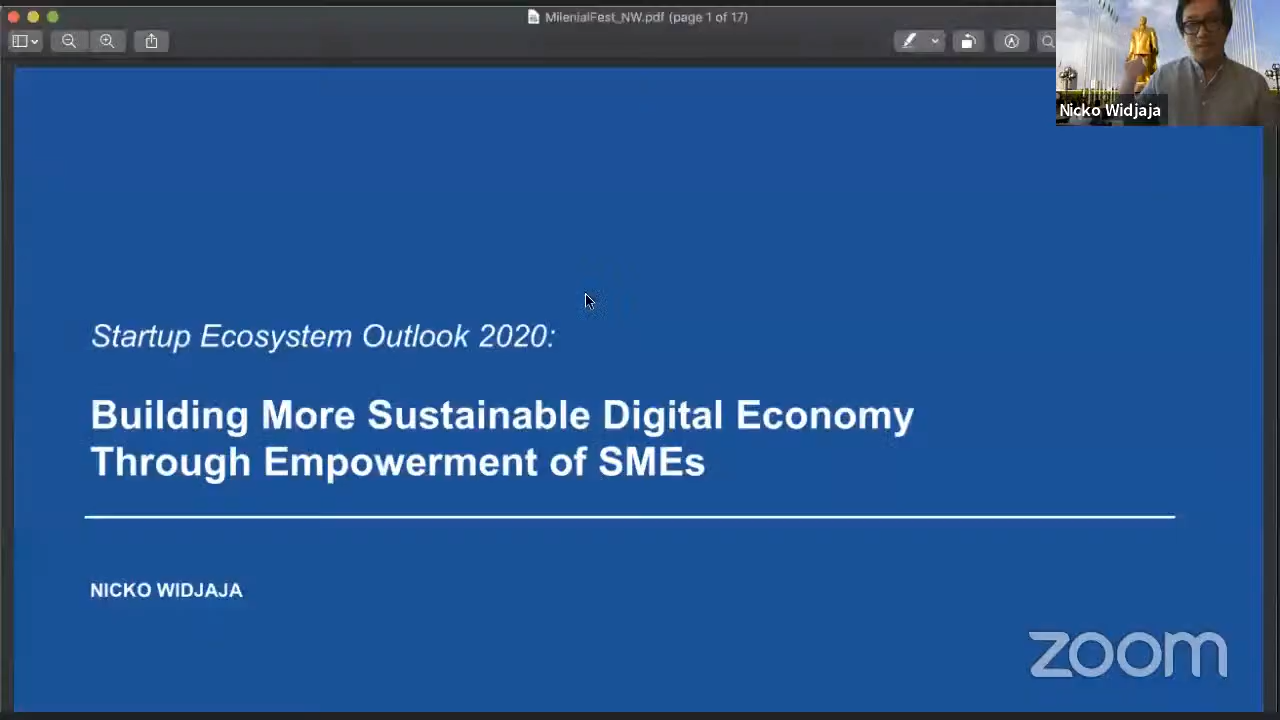 MilenialFest_NW.pdf (page 1 of 17)
Nicko Widjaja
Startup Ecosystem Outlook 2020:
Building More Sustainable Digital Economy
Through Empowerment of SMEs
NICKO WIDJAJA
zoom